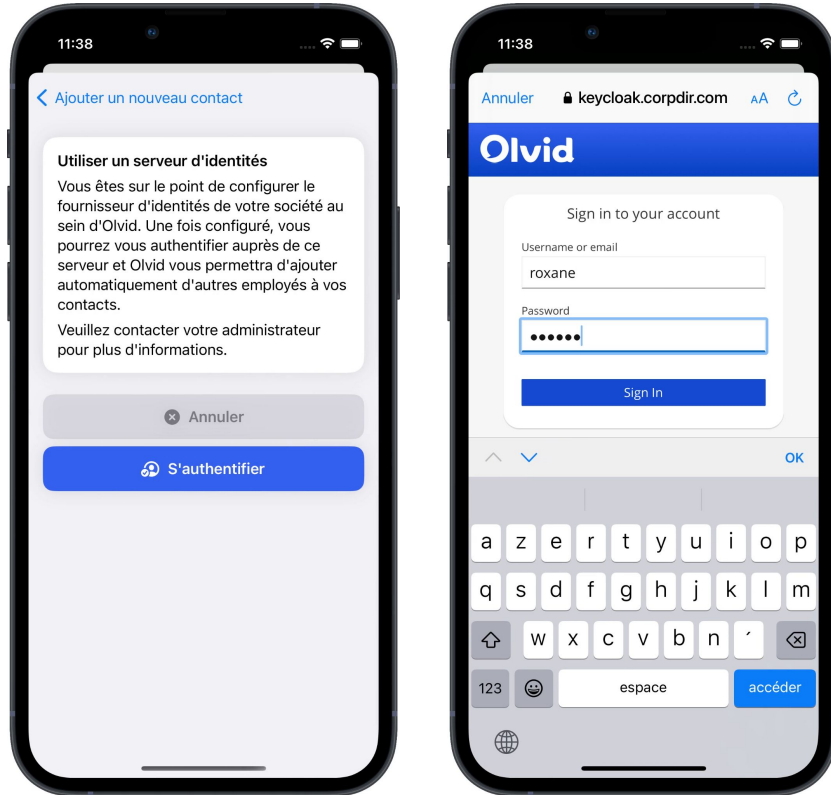 11:38
Ajouter un nouveau contact
Utiliser un serveur d'identités
Vous êtes sur le point de configurer le
fournisseur d'identités de votre société au
sein d'Olvid. Une fois configuré, vous
pourrez vous authentifier auprès de ce
serveur et Olvid vous permettra d'ajouter
automatiquement d'autres employés à vos
contacts.
Veuillez contacter votre administrateur
pour plus d'informations.
Annuler
S'authentifier
11:38
Annuler keycloak.corpdir.com AA
Olvid
Sign in to your account
Username or email
roxane
Password
••••••
Sign In
OK
a z e r t y u i o p
q s d f g h j k l m
w x c v b n ´
123 espace accéder